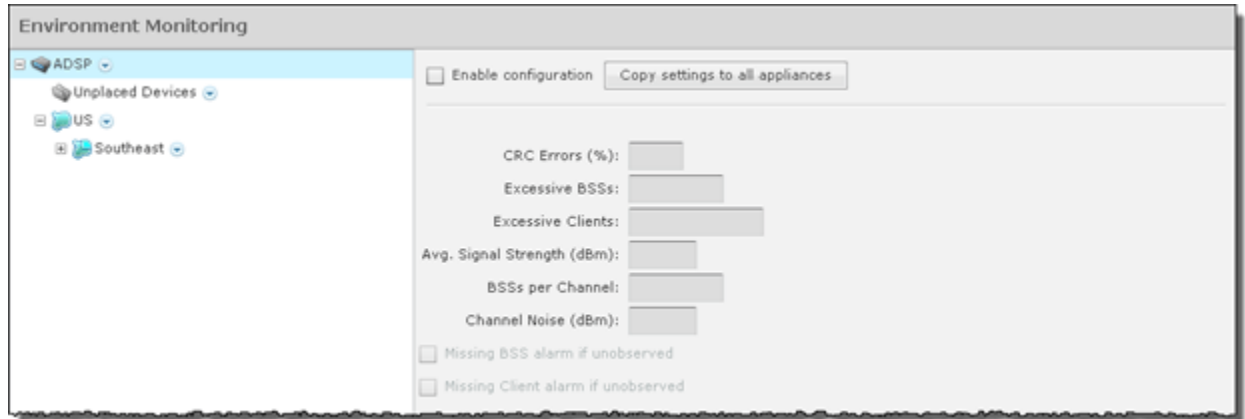 Environment Monitoring
ADSP
Unplaced Devices
US
Southeast
Enable configuration
Copy settings to all appliances
CRC Errors (%):
Excessive BSSs:
Excessive Clients:
Avg. Signal Strength (dBm):
BSSs per Channel:
Channel Noise (dBm):
Missing BSS alarm if unobserved
Missing Client alarm if unobserved